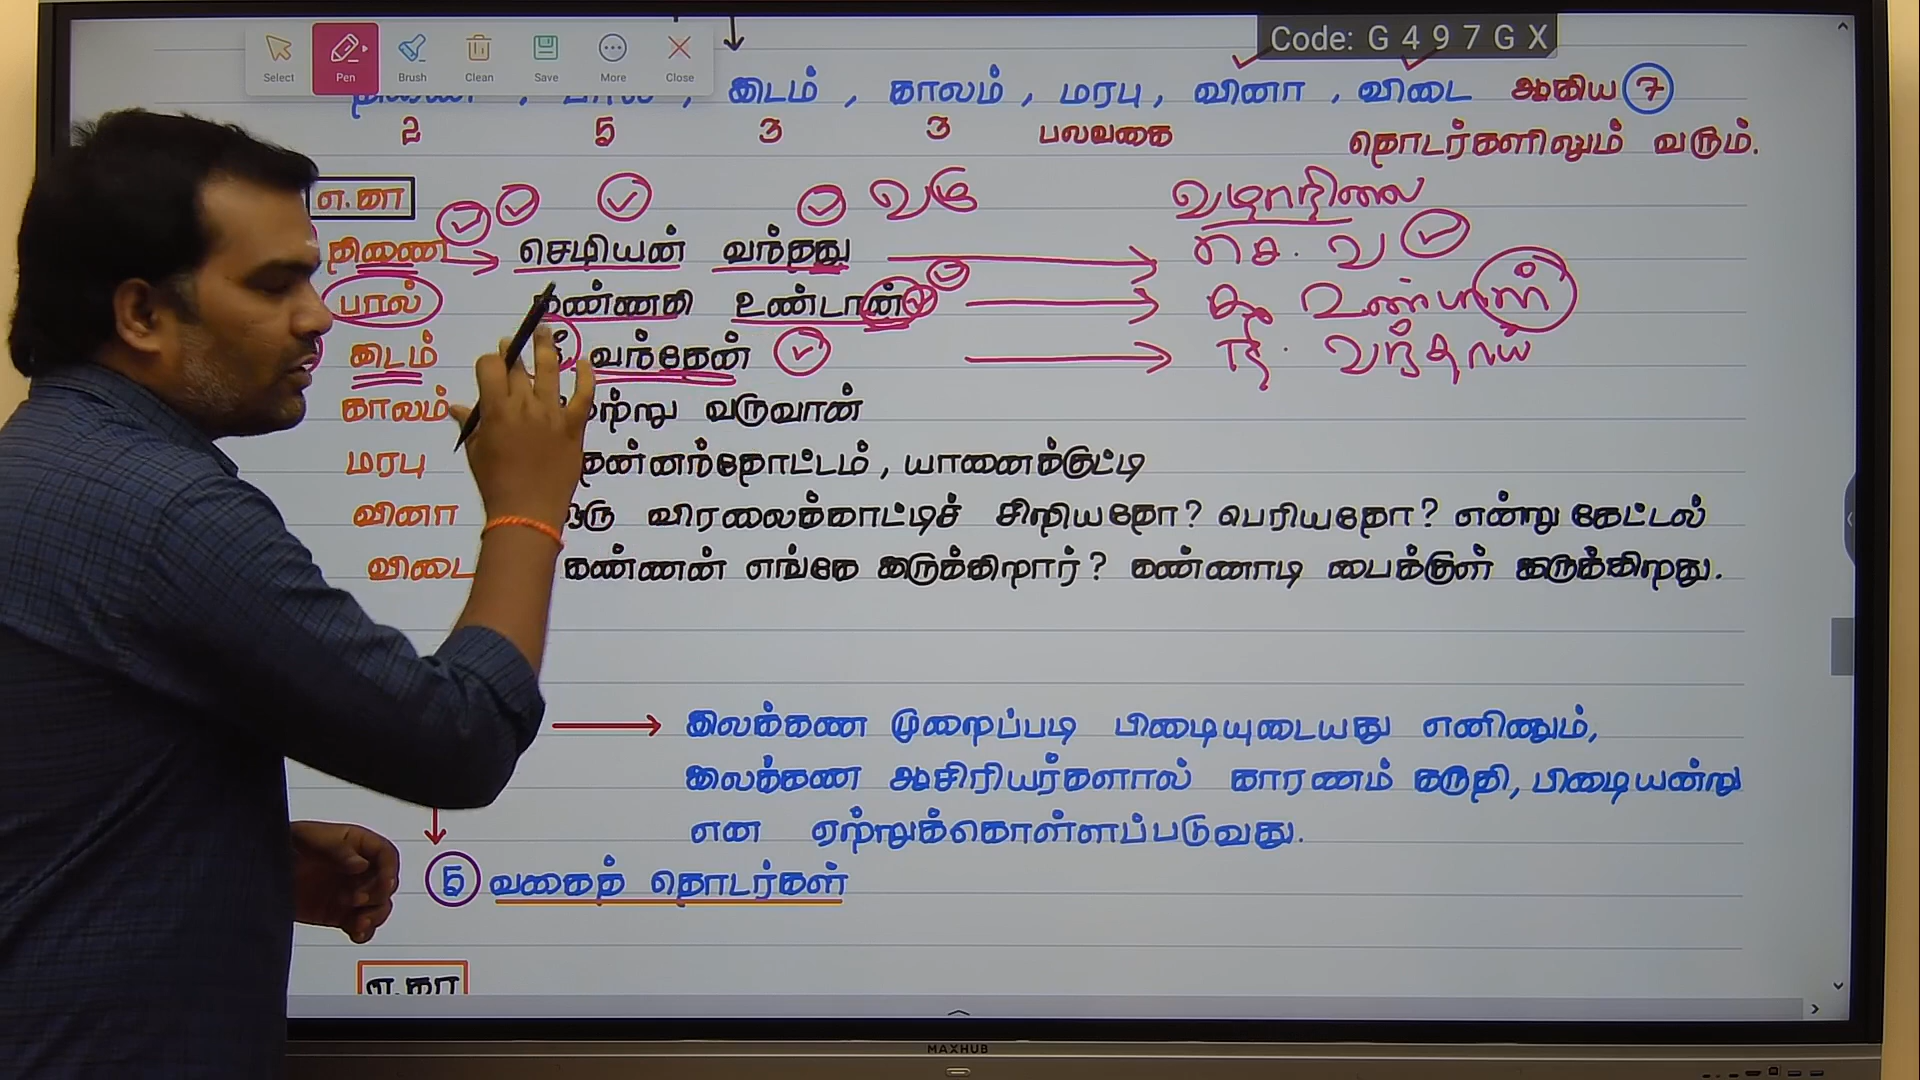 Code: G 4 9 7 G X
Select Pen Brush Clean Save More Close
இடம் , காலம் , மரபு , வினா , விடை ஆகிய 7
2 5 3 3 பலவகை தொடர்களிலும் வரும்.
எ.கா வழு வழாநிலை
திணை செழியன் வந்தது செ. வ
பால் கண்ணகி உண்டான் க உண்டாள்
இடம் நீ வந்தேன் நீ. வந்தாய்
காலம் வருவான்
மரபு தென்னந்தோட்டம் , யானைக்குட்டி
வினா ஒரு விரலைக்காட்டிச் சிறியதோ? பெரியதோ? என்று கேட்டல்
விடை கண்ணன் எங்கே இருக்கிறார்? கண்ணாடி பைக்குள் இருக்கிறது.
இலக்கண முறைப்படி பிழையுடையது எனினும்,
இலக்கண ஆசிரியர்களால் காரணம் கருதி, பிழையன்று
என ஏற்றுக்கொள்ளப்படுவது.
5 வகைத் தொடர்கள்
எ.கா
MAXHUB